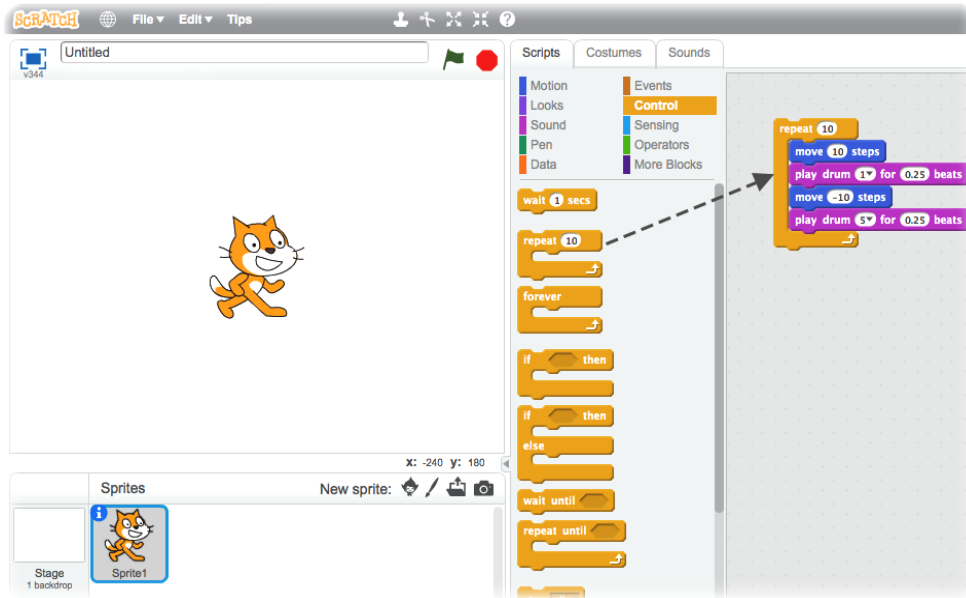 SCRATCH File Edit Tips
v344
Untitled
Scripts Costumes Sounds
Motion Events
Looks Control
Sound Sensing
Pen Operators
Data More Blocks
wait 1 secs
repeat 10
forever
if then
if then
else
wait until
repeat until
repeat 10
move 10 steps
play drum 1 for 0.25 beats
move -10 steps
play drum 5 for 0.25 beats
x: -240 y: 180
Sprites New sprite:
Stage
1 backdrop
Sprite1